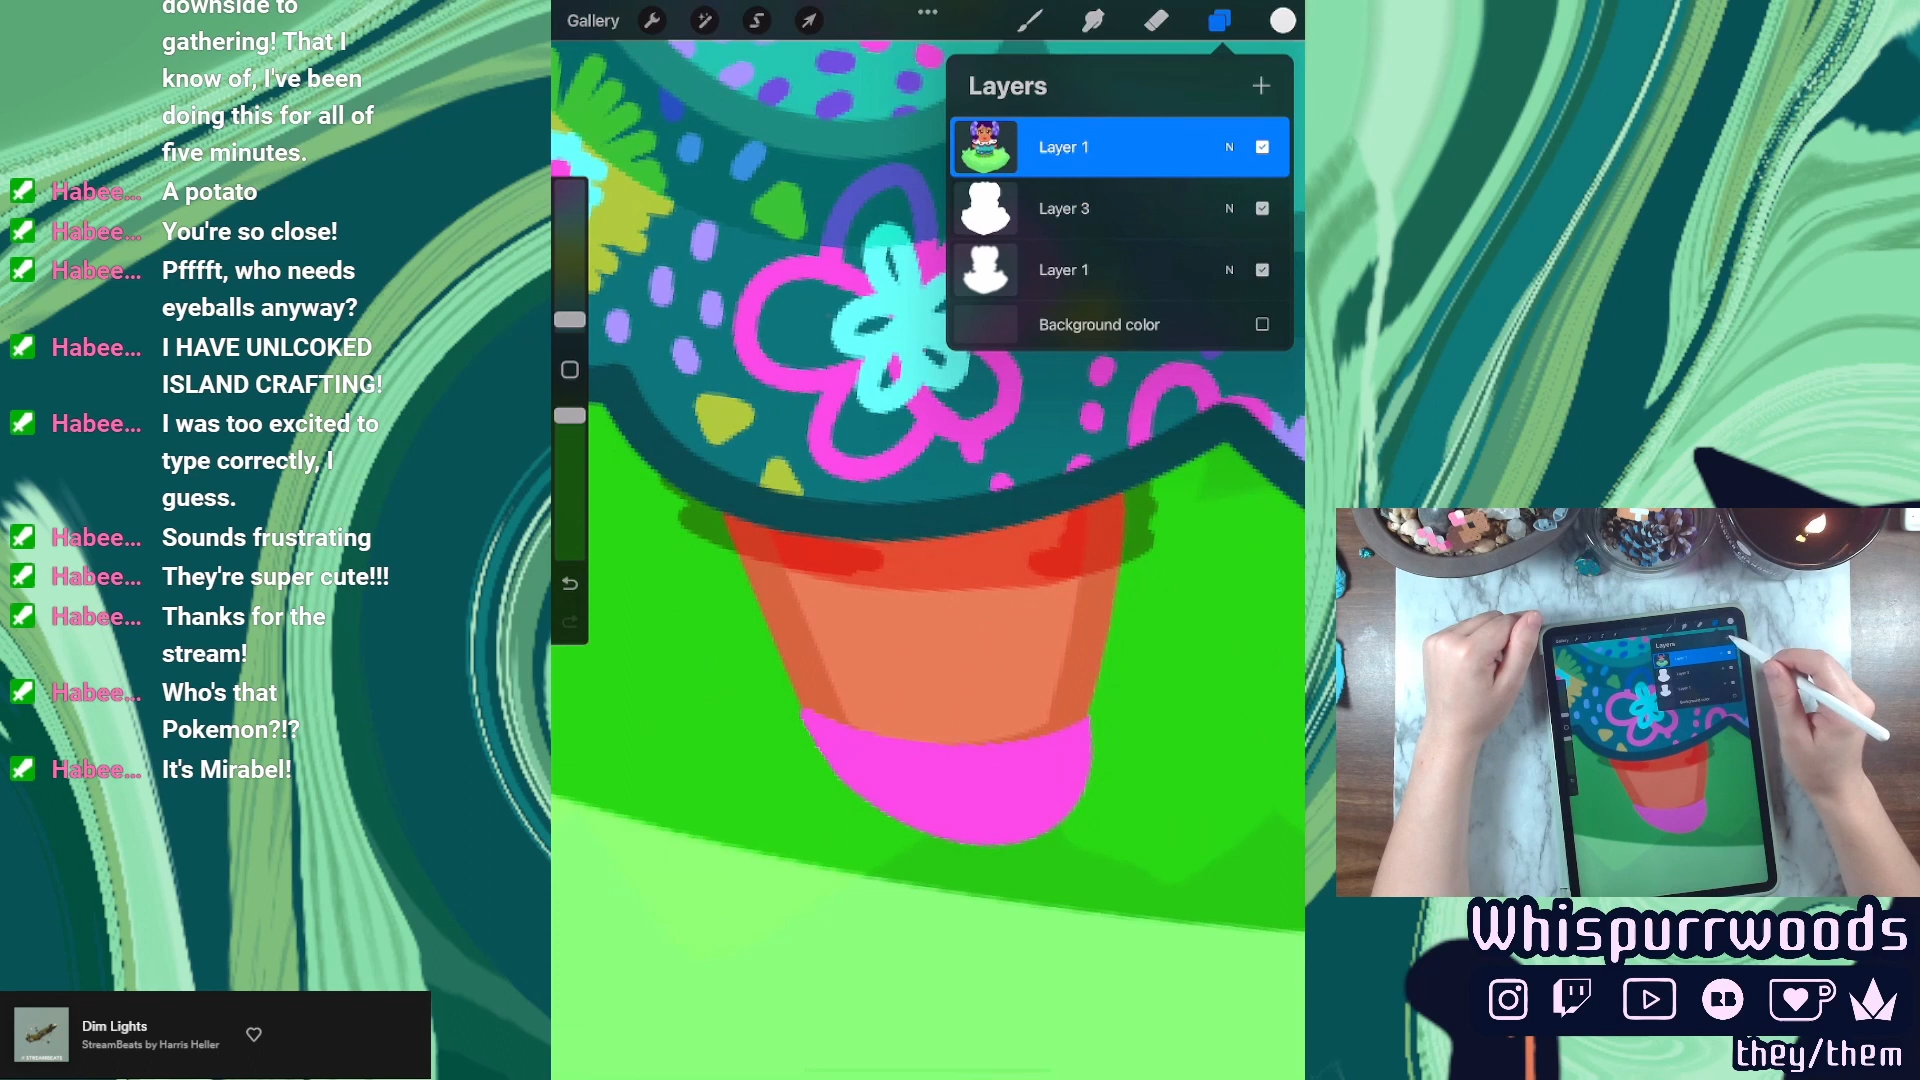 downside to
gathering! That I
know of, I've been
doing this for all of
five minutes.
Habee... A potato
Habee... You're so close!
Habee... Pfffft, who needs
eyeballs anyway?
Habee... I HAVE UNLCOKED
ISLAND CRAFTING!
Habee... I was too excited to
type correctly, I
guess.
Habee... Sounds frustrating
Habee... They're super cute!!!
Habee... Thanks for the
stream!
Habee... Who's that
Pokemon?!?
Habee... It's Mirabel!
Dim Lights
StreamBeats by Harris Heller
Gallery
Layers
Layer 1 N
Layer 3 N
Layer 1 N
Background color
Whispurrwoods
RB
they/them